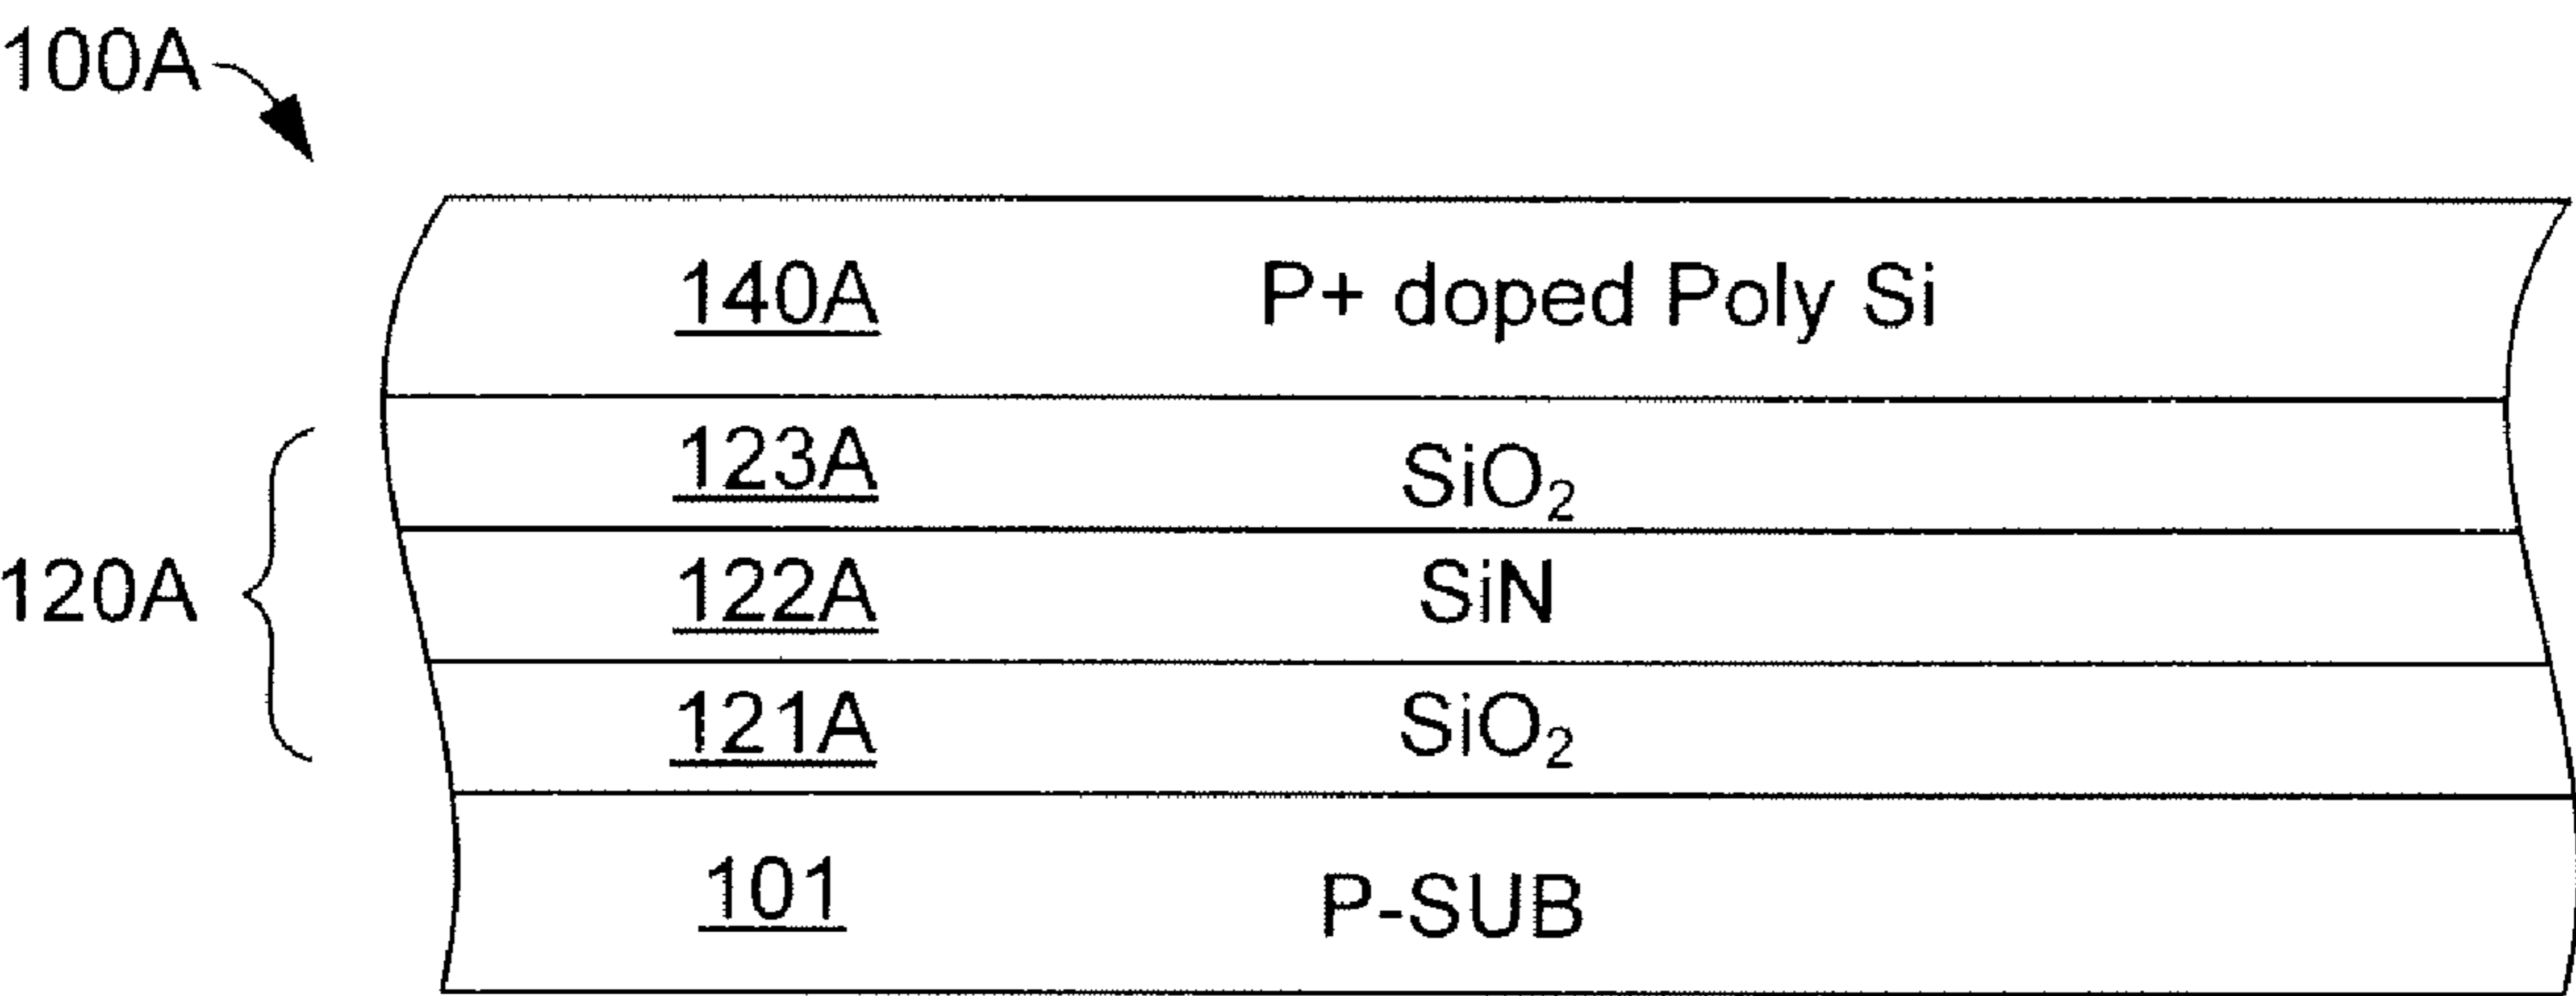 100A
140A P+ doped Poly Si
123A SiO₂
120A 122A SiN
121A SiO₂
101 P-SUB